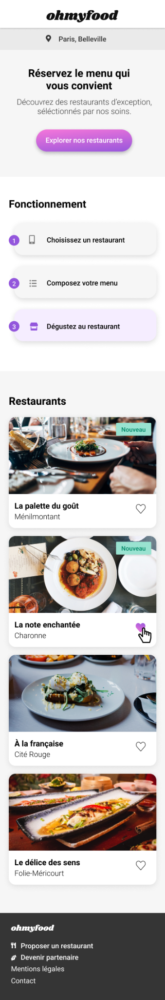 ohmyfood
Paris, Belleville
Réservez le menu qui
vous convient
Découvrez des restaurants d'exception,
séléctionnés par nos soins.
Explorer nos restaurants
Fonctionnement
1 Choisissez un restaurant
2 Composez votre menu
3 Dégustez au restaurant
Restaurants
Nouveau
La palette du goût
Ménilmontant
Nouveau
La note enchantée
Charonne
À la française
Cité Rouge
Le délice des sens
Folie-Méricourt
ohmyfood
Proposer un restaurant
Devenir partenaire
Mentions légales
Contact